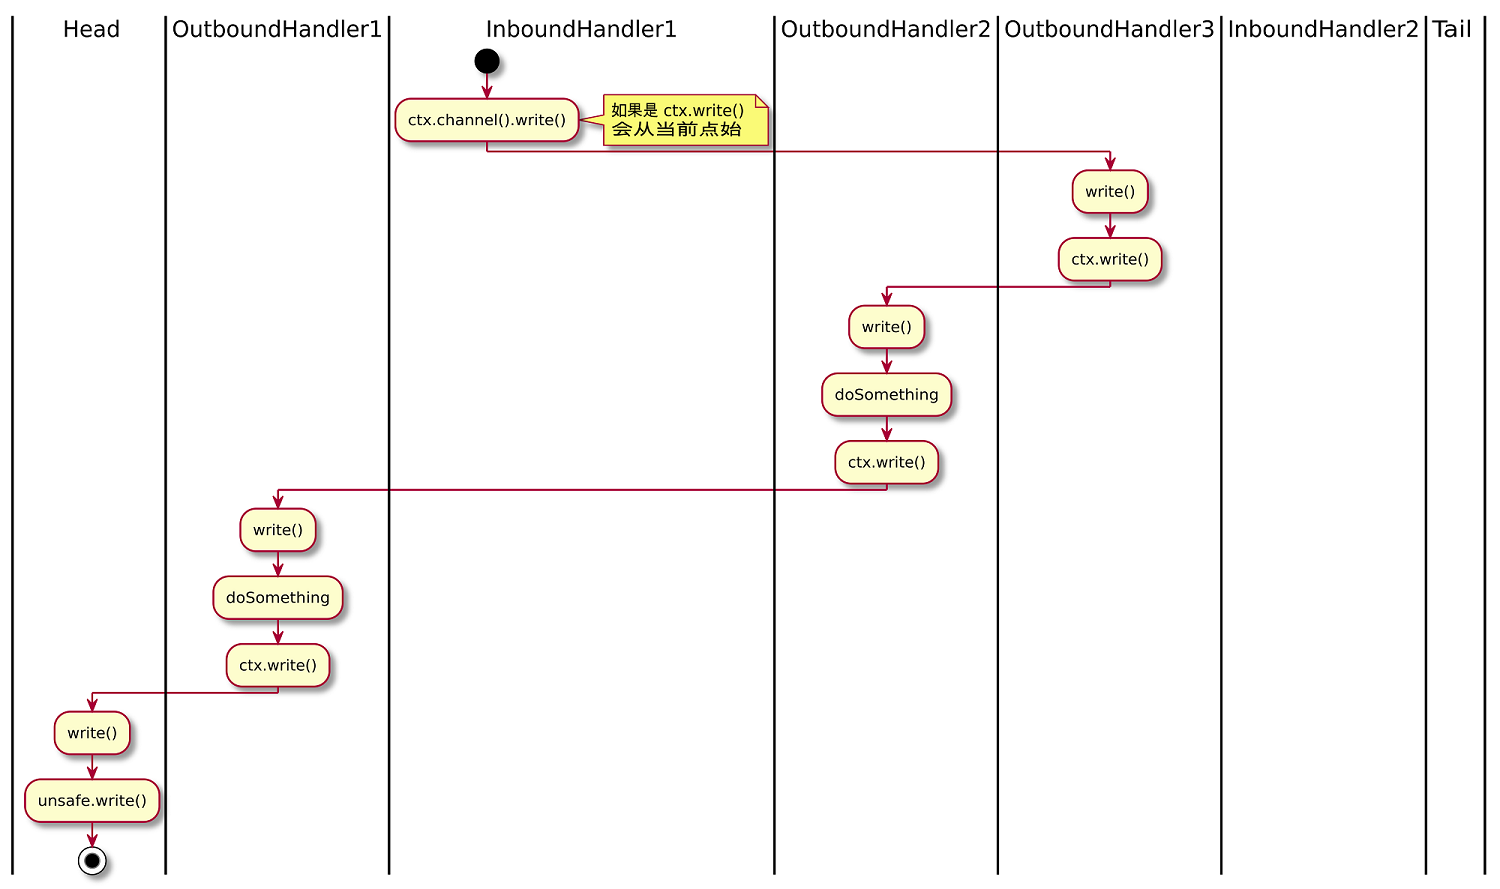 Head
OutboundHandler1
InboundHandler1
OutboundHandler2
OutboundHandler3
InboundHandler2
Tail
ctx.channel().write()
如果是 ctx.write()
会从当前点始
write()
ctx.write()
write()
doSomething
ctx.write()
write()
doSomething
ctx.write()
write()
unsafe.write()